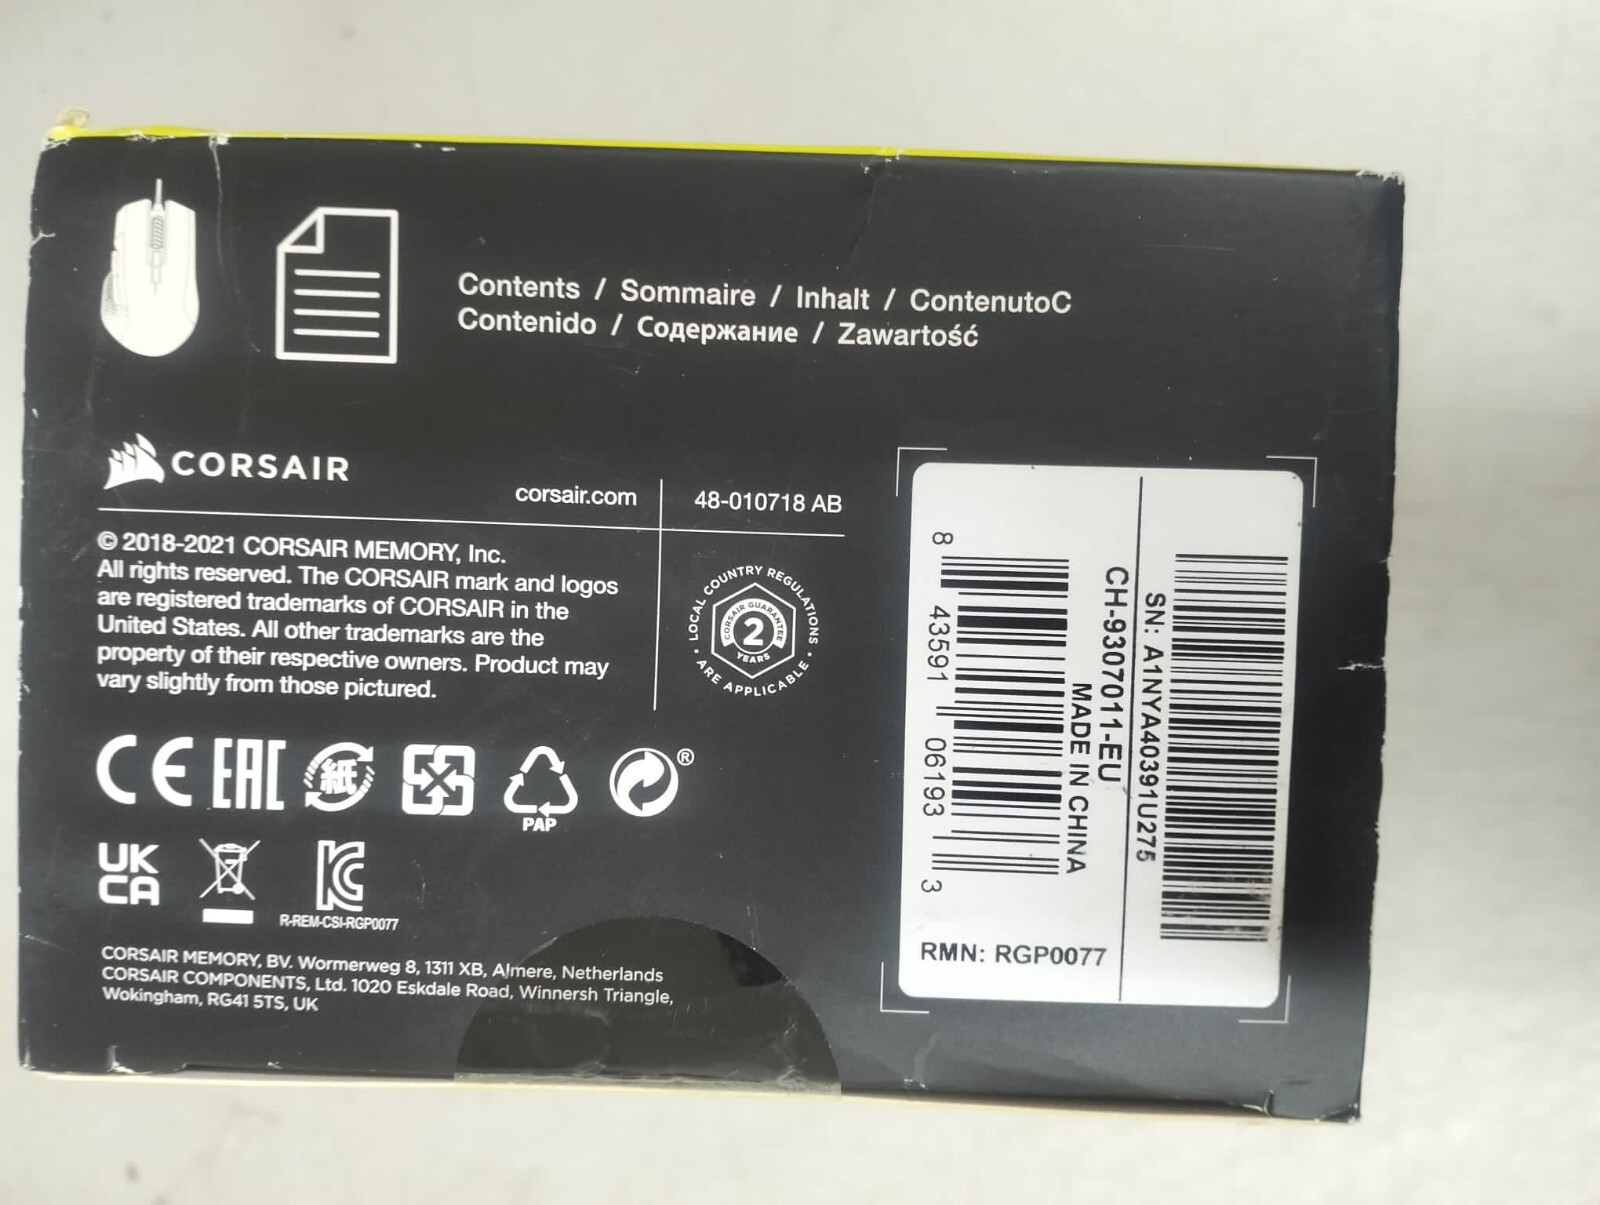 Contents / Sommaire / Inhalt / ContenutoC
Contenido / Содержание / Zawartość
CORSAIR
corsair.com
48-010718 AB
© 2018-2021 CORSAIR MEMORY, Inc.
All rights reserved. The CORSAIR mark and logos
are registered trademarks of CORSAIR in the
United States. All other trademarks are the
property of their respective owners. Product may
vary slightly from those pictured.
LOCAL COUNTRY REGULATIONS
• ARE APPLICABLE •
CORSAIR GUARANTEE
2
YEARS
CE EAC 紙
PAP
®
UK
CA
R-REM-CSI-RGP0077
CORSAIR MEMORY, BV. Wormerweg 8, 1311 XB, Almere, Netherlands
CORSAIR COMPONENTS, Ltd. 1020 Eskdale Road, Winnersh Triangle,
Wokingham, RG41 5TS, UK
SN: A1NYA40391U275
CH-9307011-EU
MADE IN CHINA
8 43591 06193 3
RMN: RGP0077